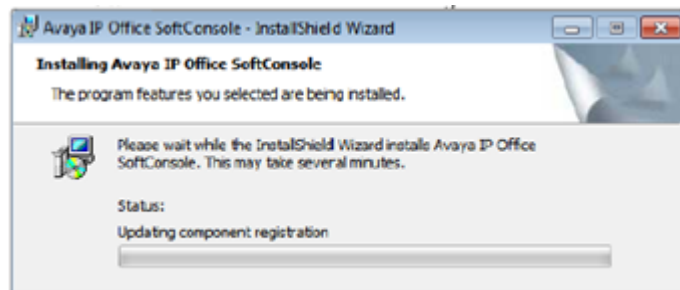 Avaya IP Office SoftConsole - InstallShield Wizard
Installing Avaya IP Office SoftConsole
The program features you selected are being installed.
Please wait while the InstallShield Wizard installs Avaya IP Office
SoftConsole. This may take several minutes.
Status:
Updating component registration